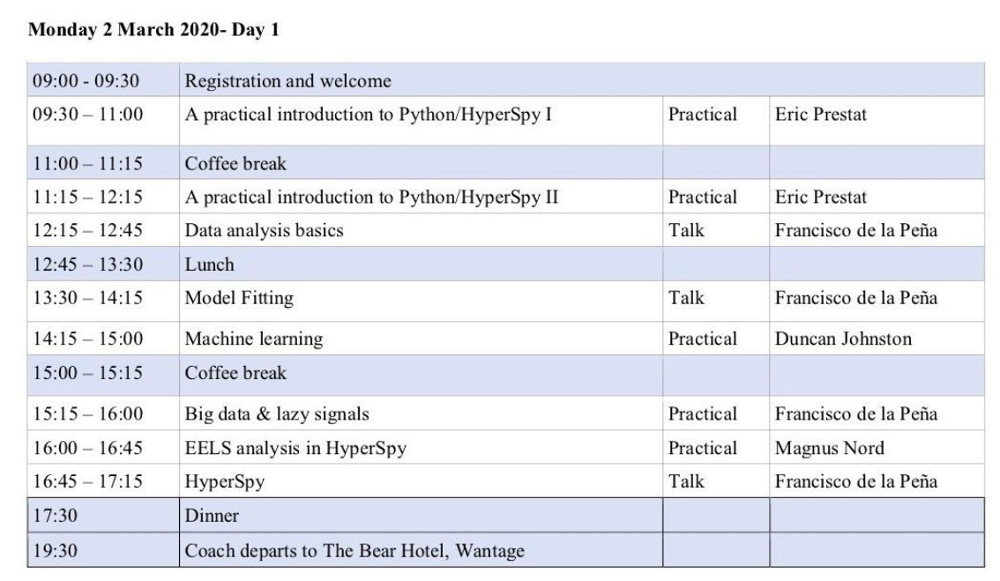 Monday 2 March 2020- Day 1
09:00 - 09:30 Registration and welcome
09:30 – 11:00 A practical introduction to Python/HyperSpy I Practical Eric Prestat
11:00 – 11:15 Coffee break
11:15 – 12:15 A practical introduction to Python/HyperSpy II Practical Eric Prestat
12:15 – 12:45 Data analysis basics Talk Francisco de la Peña
12:45 – 13:30 Lunch
13:30 – 14:15 Model Fitting Talk Francisco de la Peña
14:15 – 15:00 Machine learning Practical Duncan Johnston
15:00 – 15:15 Coffee break
15:15 – 16:00 Big data & lazy signals Practical Francisco de la Peña
16:00 – 16:45 EELS analysis in HyperSpy Practical Magnus Nord
16:45 – 17:15 HyperSpy Talk Francisco de la Peña
17:30 Dinner
19:30 Coach departs to The Bear Hotel, Wantage